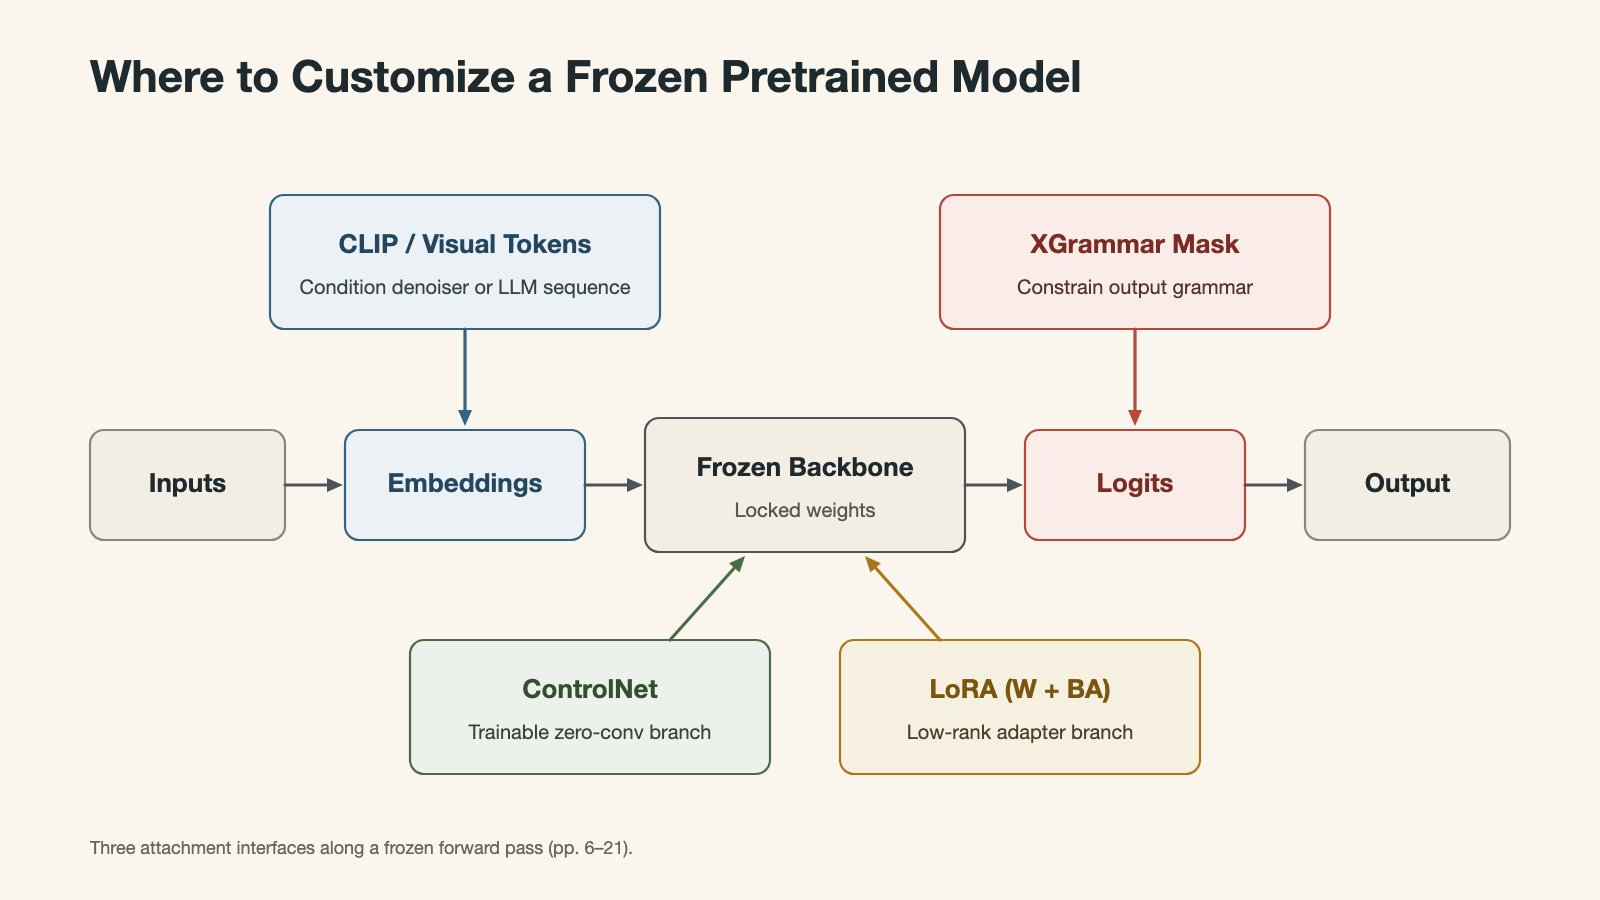 Where to Customize a Frozen Pretrained Model
CLIP / Visual Tokens
Condition denoiser or LLM sequence
XGrammar Mask
Constrain output grammar
Inputs
Embeddings
Frozen Backbone
Locked weights
Logits
Output
ControlNet
Trainable zero-conv branch
LoRA (W + BA)
Low-rank adapter branch
Three attachment interfaces along a frozen forward pass (pp. 6–21).